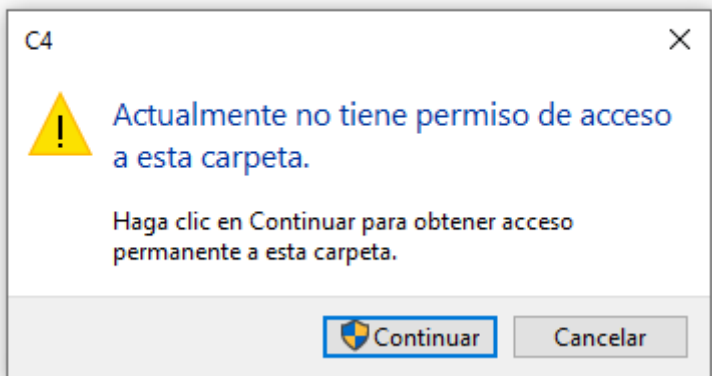 C4
Actualmente no tiene permiso de acceso
a esta carpeta.
Haga clic en Continuar para obtener acceso
permanente a esta carpeta.
Continuar
Cancelar